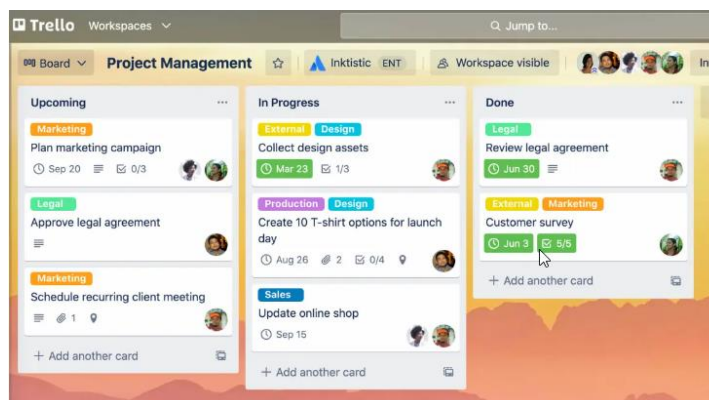 Trello Workspaces Jump to...
Board Project Management Inktistic ENT Workspace visible In
Upcoming
Marketing
Plan marketing campaign
Sep 20 0/3
Legal
Approve legal agreement
Marketing
Schedule recurring client meeting
1
+ Add another card
In Progress
External Design
Collect design assets
Mar 23 1/3
Production Design
Create 10 T-shirt options for launch
day
Aug 26 2 0/4
Sales
Update online shop
Sep 15
+ Add another card
Done
Legal
Review legal agreement
Jun 30
External Marketing
Customer survey
Jun 3 5/5
+ Add another card